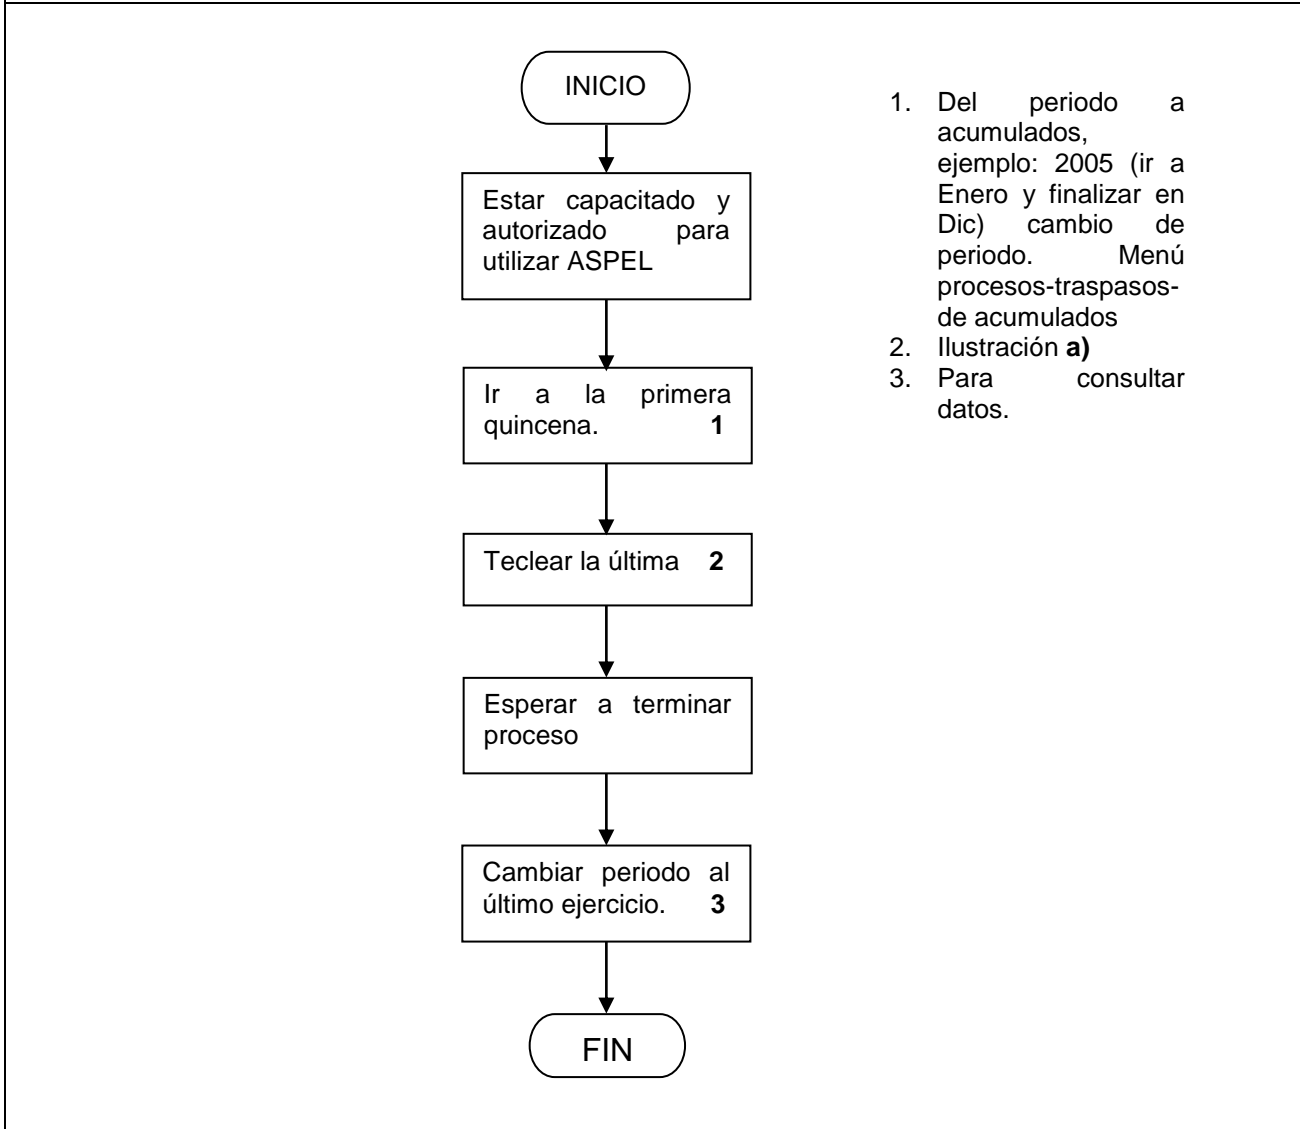 INICIO
Estar capacitado y
autorizado para
utilizar ASPEL
Ir a la primera
quincena. 1
Teclear la última 2
Esperar a terminar
proceso
Cambiar periodo al
último ejercicio. 3
FIN
1. Del periodo a
acumulados,
ejemplo: 2005 (ir a
Enero y finalizar en
Dic) cambio de
periodo. Menú
procesos-traspasos-
de acumulados
2. Ilustración a)
3. Para consultar
datos.